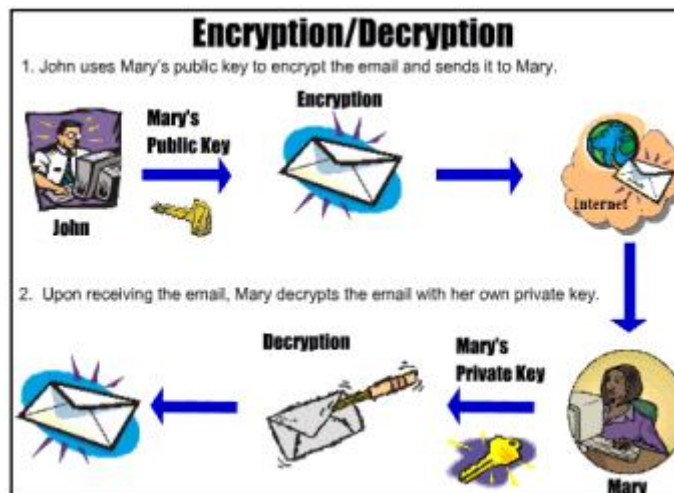 Encryption/Decryption
1. John uses Mary's public key to encrypt the email and sends it to Mary.
Encryption
Mary's
Public Key
John
Internet
2. Upon receiving the email, Mary decrypts the email with her own private key.
Decryption
Mary's
Private Key
Mary